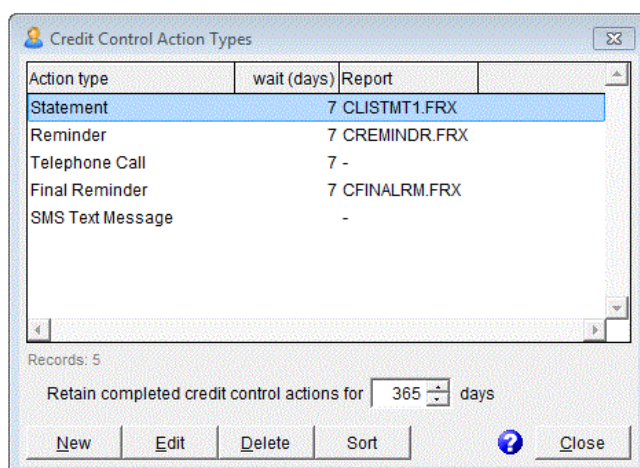 Credit Control Action Types
Action type wait (days) Report
Statement 7 CLISTMT1.FRX
Reminder 7 CREMINDR.FRX
Telephone Call 7 -
Final Reminder 7 CFINALRM.FRX
SMS Text Message -
Records: 5
Retain completed credit control actions for 365 days
New Edit Delete Sort ? Close